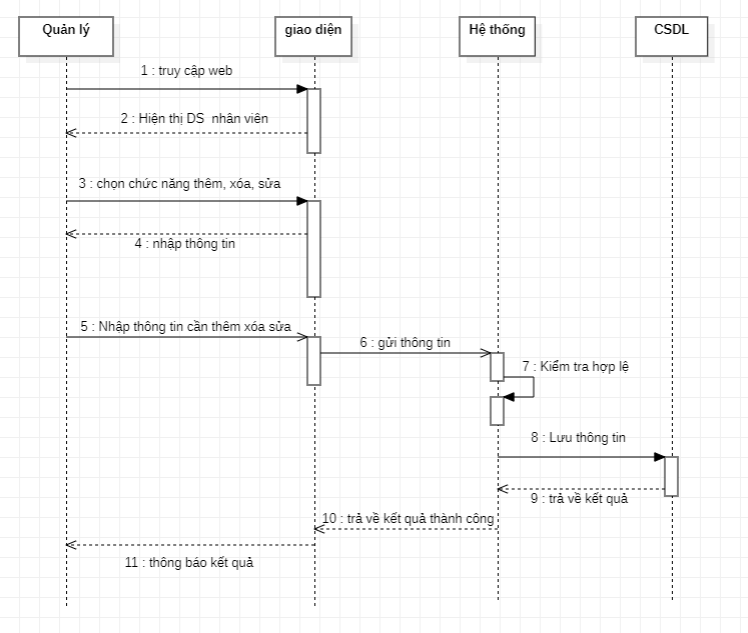 Quản lý
giao diện
Hệ thống
CSDL
1 : truy cập web
2 : Hiện thị DS nhân viên
3 : chọn chức năng thêm, xóa, sửa
4 : nhập thông tin
5 : Nhập thông tin cần thêm xóa sửa
6 : gửi thông tin
7 : Kiểm tra hợp lệ
8 : Lưu thông tin
9 : trả về kết quả
10 : trả về kết quả thành công
11 : thông báo kết quả